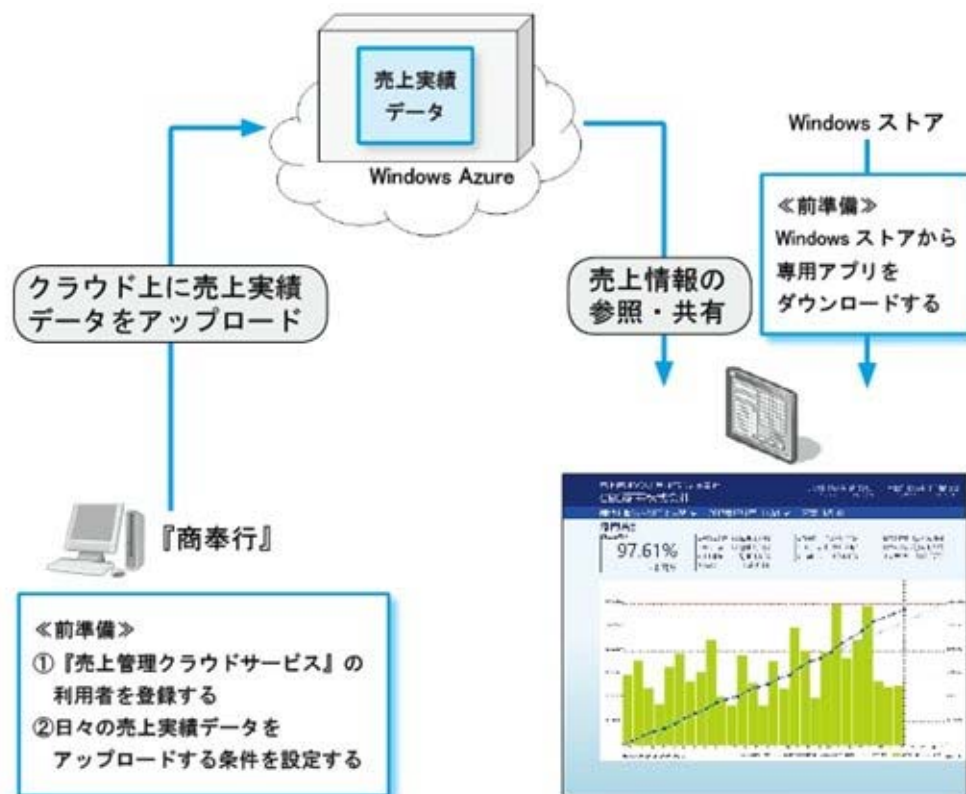 売上実績
データ
Windows Azure
Windows ストア
≪前準備≫
Windows ストアから
専用アプリを
ダウンロードする
クラウド上に売上実績
データをアップロード
売上情報の
参照・共有
『商奉行』
≪前準備≫
①『売上管理クラウドサービス』の
利用者を登録する
②日々の売上実績データを
アップロードする条件を設定する
97.61%